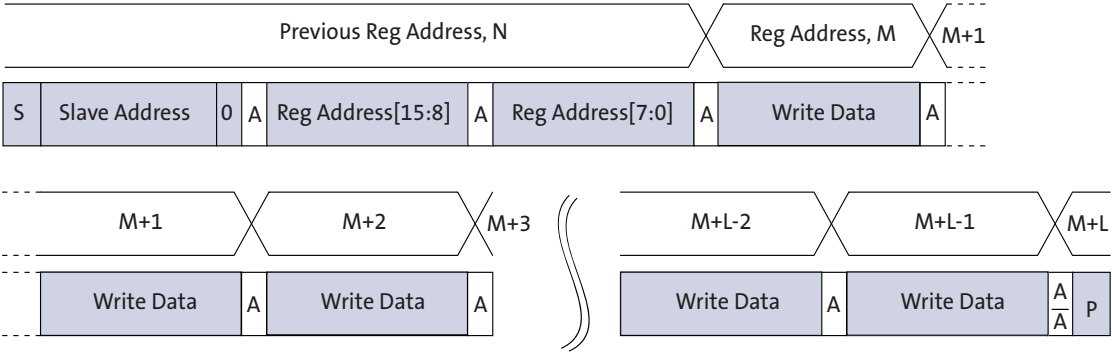 Previous Reg Address, N Reg Address, M M+1
S Slave Address 0 A Reg Address[15:8] A Reg Address[7:0] A Write Data A
M+1 M+2 M+3 M+L-2 M+L-1 M+L
Write Data A Write Data A Write Data A Write Data A/A̅ P